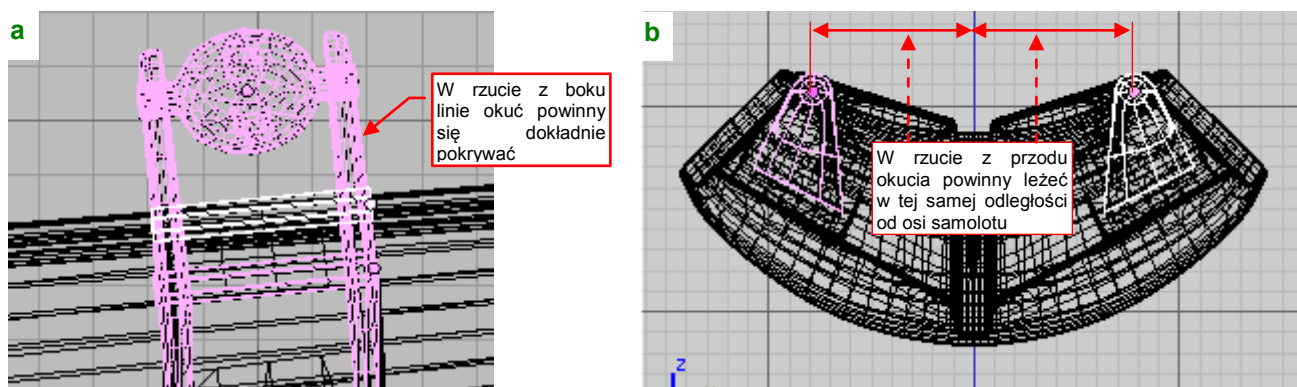 a
W rzucie z boku
linie okuć powinny
się dokładnie
pokrywać
b
W rzucie z przodu
okucia powinny leżeć
w tej samej odległości
od osi samolotu
z